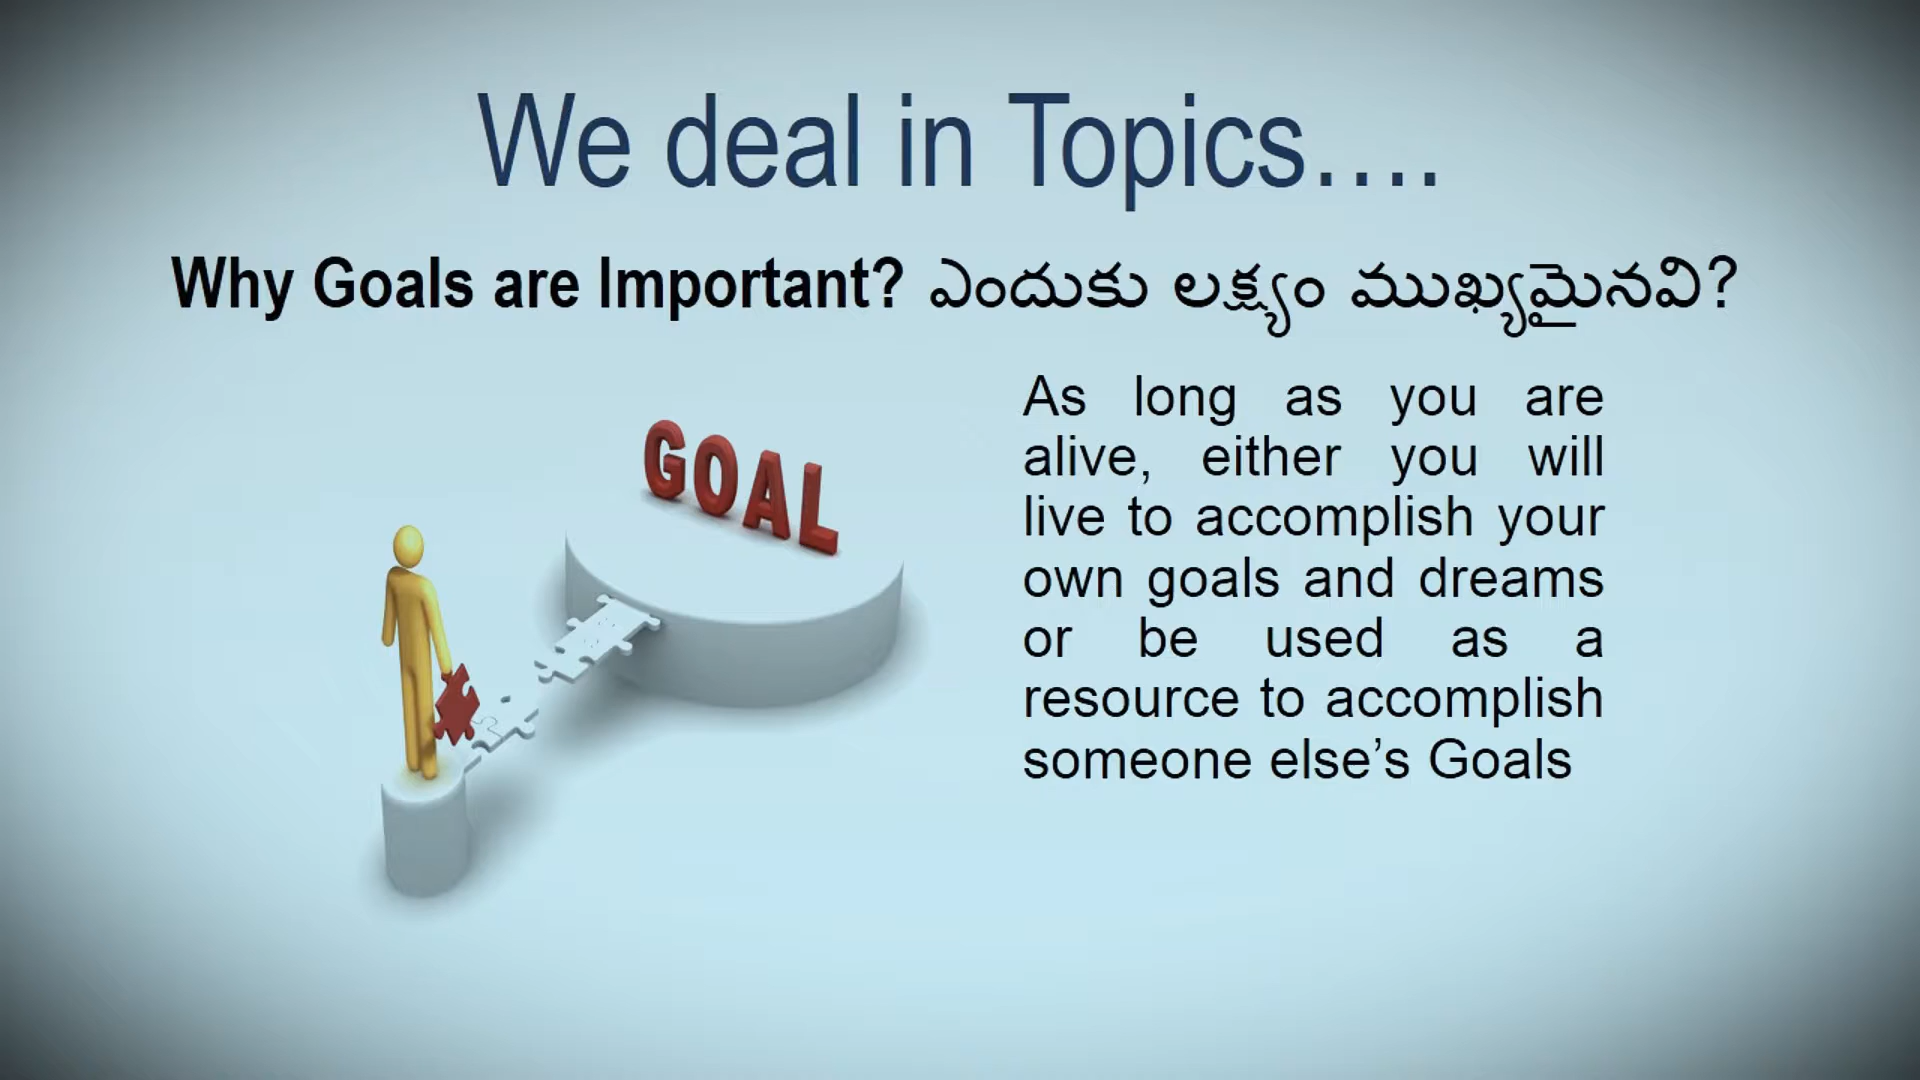 We deal in Topics....
Why Goals are Important? ఎందుకు లక్ష్యం ముఖ్యమైనవి?
GOAL
As long as you are
alive, either you will
live to accomplish your
own goals and dreams
or be used as a
resource to accomplish
someone else’s Goals